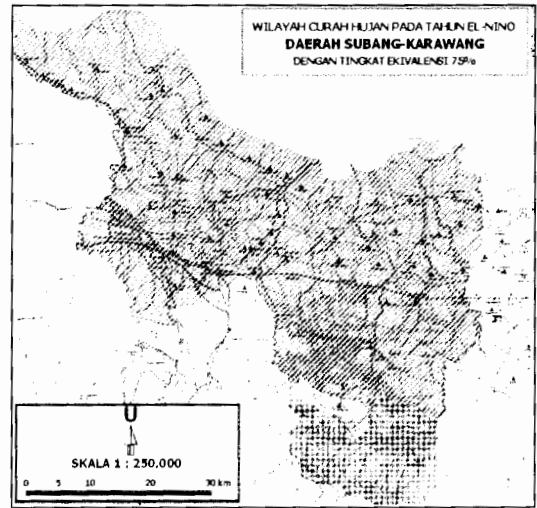 WILAYAH CURAH HUJAN PADA TAHUN EL-NINO
DAERAH SUBANG-KARAWANG
DENGAN TINGKAT EKIVALENSI 75%
U
SKALA 1 : 250.000
0 5 10 20 30 km